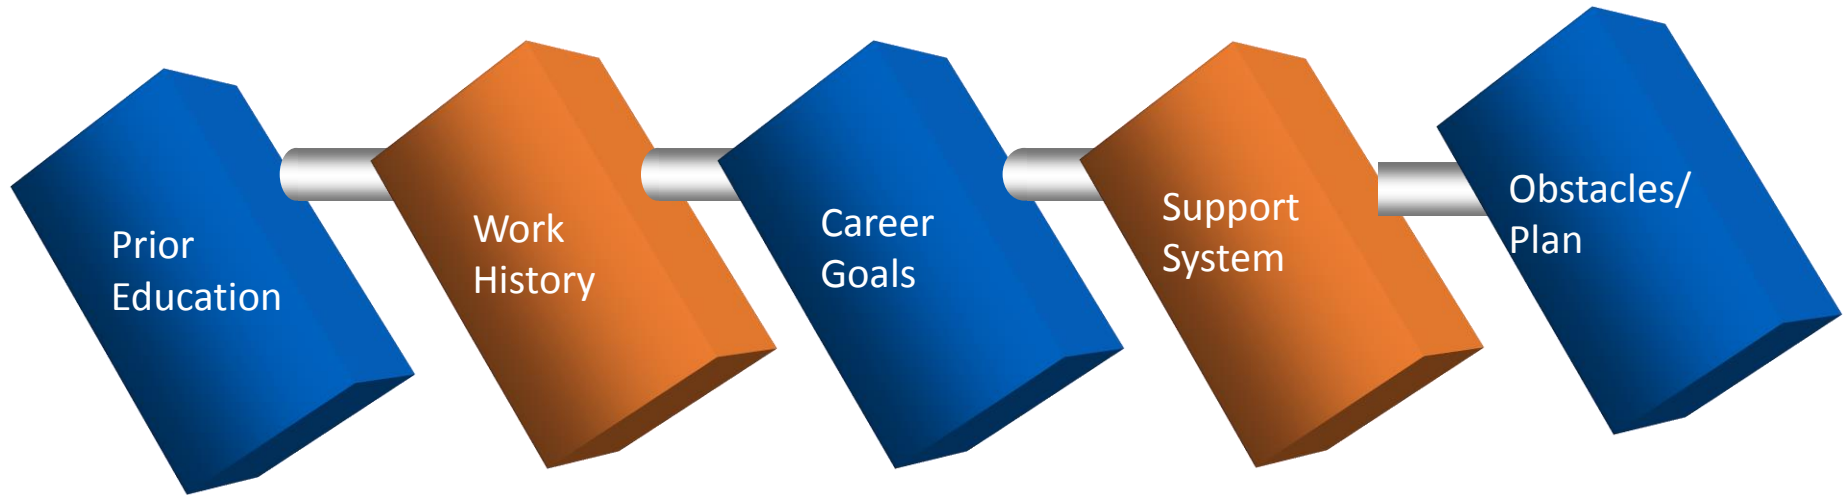 Prior
Education
Work
History
Career
Goals
Support
System
Obstacles/
Plan